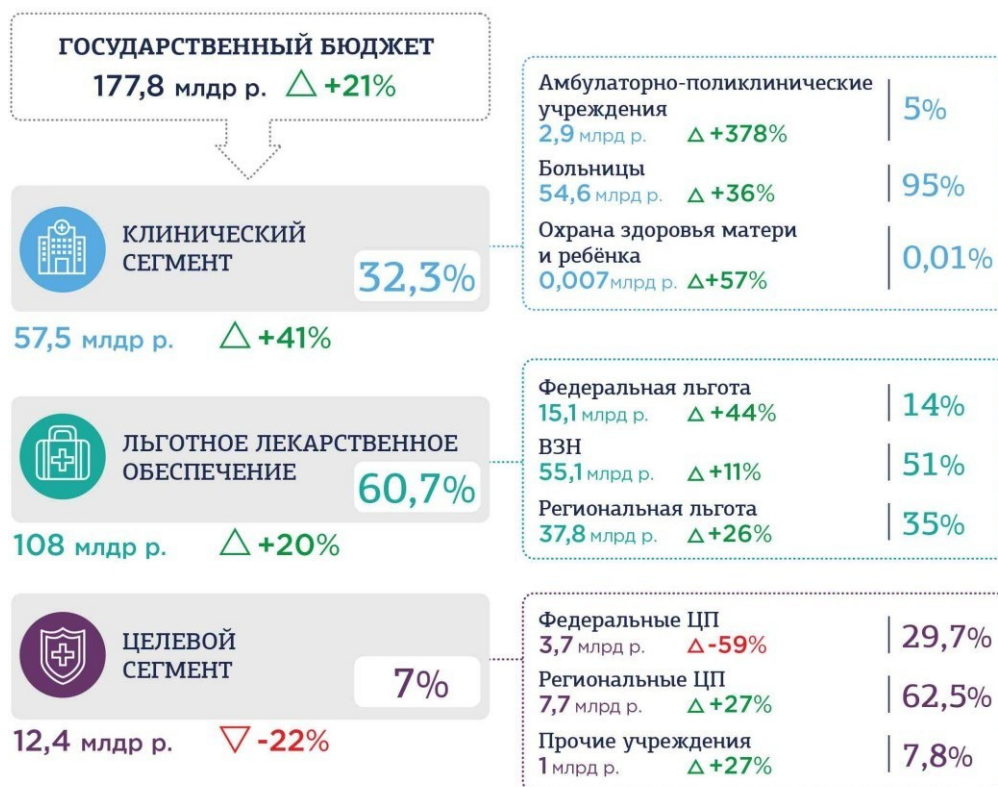 ГОСУДАРСТВЕННЫЙ БЮДЖЕТ
177,8 млдр р. △ +21%
КЛИНИЧЕСКИЙ
СЕГМЕНТ
32,3%
57,5 млдр р. △ +41%
Амбулаторно-поликлинические
учреждения
2,9 млрд р. △ +378%
5%
Больницы
54,6 млрд р. △ +36%
95%
Охрана здоровья матери
и ребёнка
0,007 млрд р. △ +57%
0,01%
ЛЬГОТНОЕ ЛЕКАРСТВЕННОЕ
ОБЕСПЕЧЕНИЕ
60,7%
108 млдр р. △ +20%
Федеральная льгота
15,1 млрд р. △ +44%
14%
ВЗН
55,1 млрд р. △ +11%
51%
Региональная льгота
37,8 млрд р. △ +26%
35%
ЦЕЛЕВОЙ
СЕГМЕНТ
7%
12,4 млдр р. ▽ -22%
Федеральные ЦП
3,7 млрд р. △ -59%
29,7%
Региональные ЦП
7,7 млрд р. △ +27%
62,5%
Прочие учреждения
1 млрд р. △ +27%
7,8%